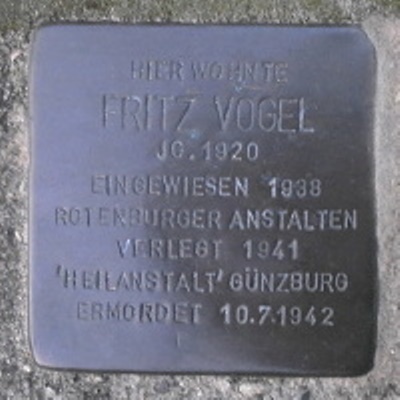 HIER WOHNTE
FRITZ VOGEL
JG. 1920
EINGEWIESEN 1938
ROTENBURGER ANSTALTEN
VERLEGT 1941
'HEILANSTALT' GÜNZBURG
ERMORDET 10.7.1942